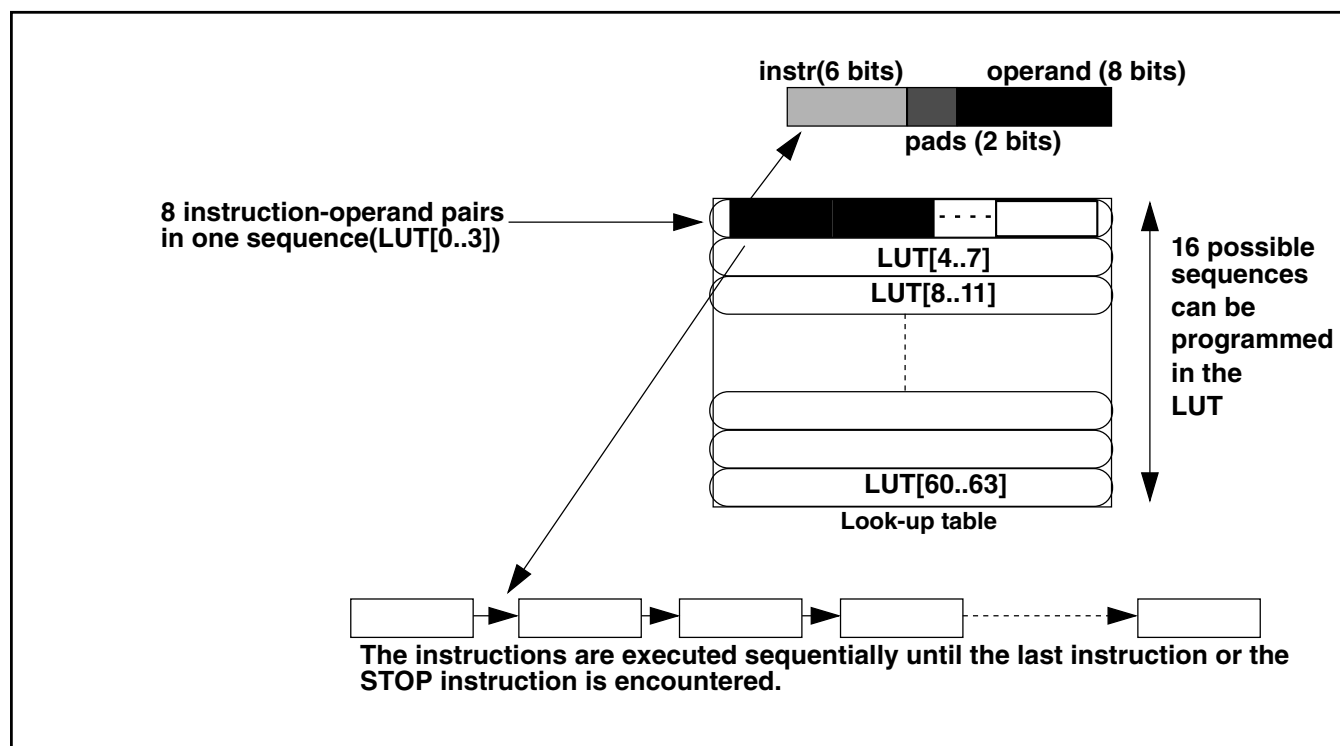 instr(6 bits)
operand (8 bits)
pads (2 bits)
8 instruction-operand pairs
in one sequence(LUT[0..3])
LUT[4..7]
LUT[8..11]
LUT[60..63]
Look-up table
16 possible
sequences
can be
programmed
in the
LUT
The instructions are executed sequentially until the last instruction or the
STOP instruction is encountered.